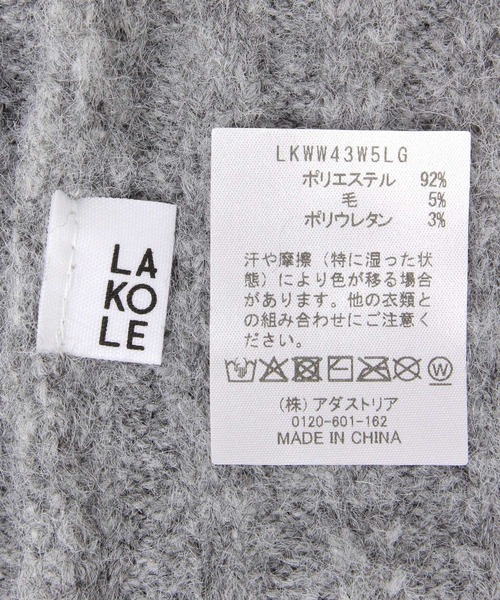 LA
KO
LE
LKWW43W5LG
ポリエステル 92%
毛 5%
ポリウレタン 3%
汗や摩擦（特に湿った状
態）により色が移る場合
があります。他の衣類と
の組み合わせにご注意く
ださい。
W
（株）アダストリア
0120-601-162
MADE IN CHINA